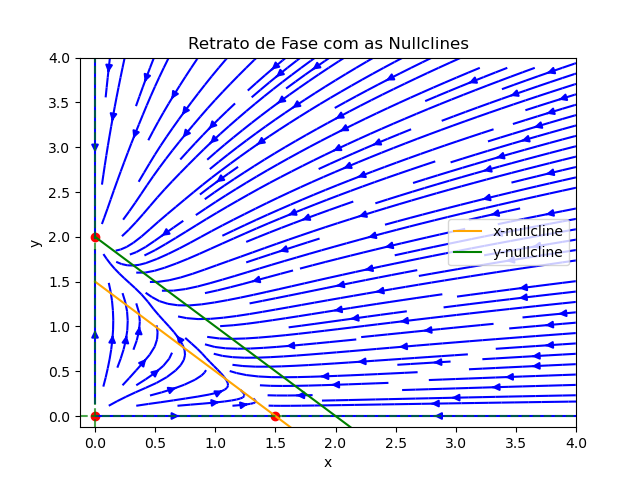 Retrato de Fase com as Nullclines
4.0
3.5
3.0
2.5
2.0
1.5
1.0
0.5
0.0
y
x-nullcline
y-nullcline
0.0 0.5 1.0 1.5 2.0 2.5 3.0 3.5 4.0
x